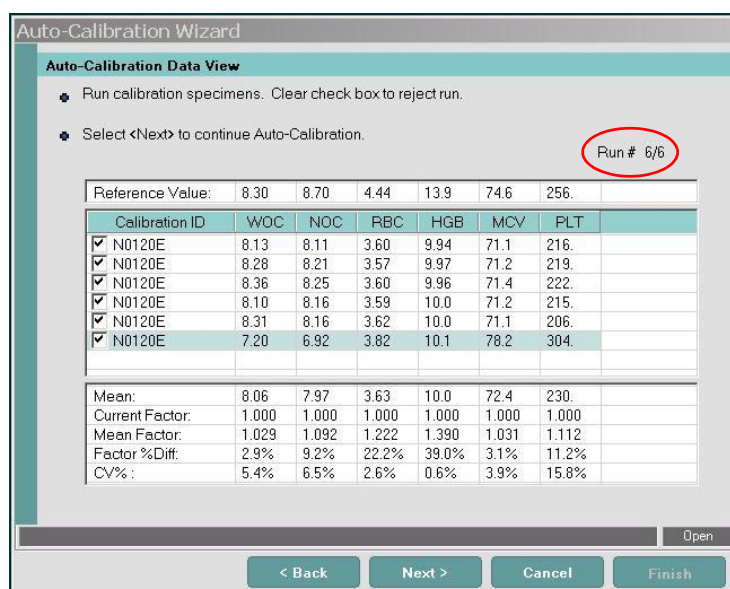 Auto-Calibration Wizard
Auto-Calibration Data View
Run calibration specimens. Clear check box to reject run.
Select <Next> to continue Auto-Calibration.
Run # 6/6
Reference Value: 8.30 8.70 4.44 13.9 74.6 256.
Calibration ID WOC NOC RBC HGB MCV PLT
N0120E 8.13 8.11 3.60 9.94 71.1 216.
N0120E 8.28 8.21 3.57 9.97 71.2 219.
N0120E 8.36 8.25 3.60 9.96 71.4 222.
N0120E 8.10 8.16 3.59 10.0 71.2 215.
N0120E 8.31 8.16 3.62 10.0 71.1 206.
N0120E 7.20 6.92 3.82 10.1 78.2 304.
Mean: 8.06 7.97 3.63 10.0 72.4 230.
Current Factor: 1.000 1.000 1.000 1.000 1.000 1.000
Mean Factor: 1.029 1.092 1.222 1.390 1.031 1.112
Factor %Diff: 2.9% 9.2% 22.2% 39.0% 3.1% 11.2%
CV% : 5.4% 6.5% 2.6% 0.6% 3.9% 15.8%
Open
< Back Next > Cancel Finish